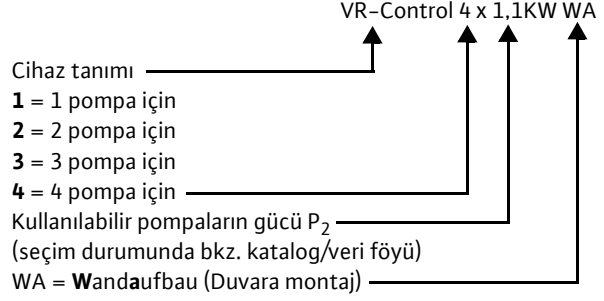 VR-Control 4 x 1,1KW WA
Cihaz tanımı
1 = 1 pompa için
2 = 2 pompa için
3 = 3 pompa için
4 = 4 pompa için
Kullanılabilir pompaların gücü P2
(seçim durumunda bkz. katalog/veri föyü)
WA = Wandaufbau (Duvara montaj)